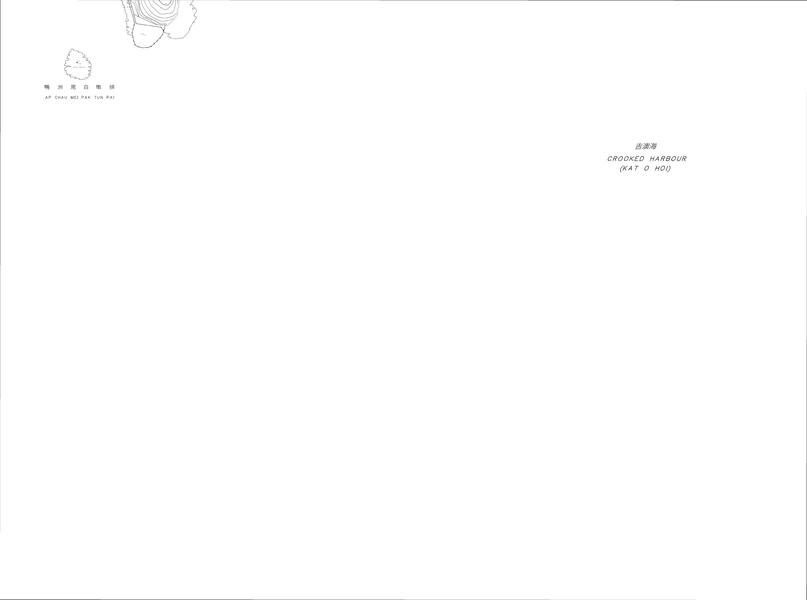 鴨洲尾白墩排
AP CHAU MEI PAK TUN PAI
吉澳海
CROOKED HARBOUR
(KAT O HOI)